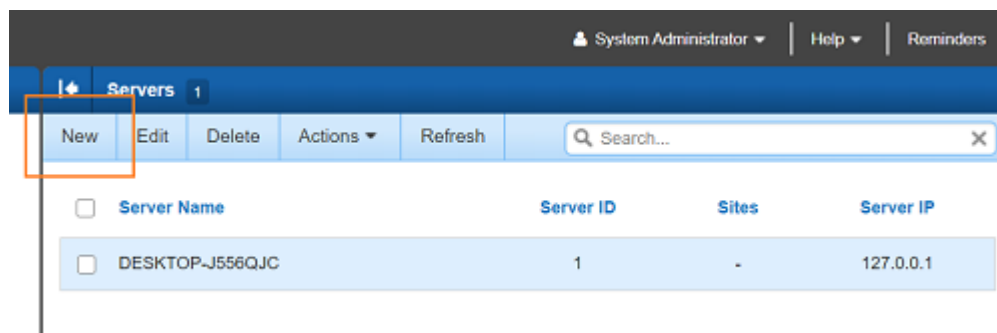 System Administrator Help Reminders
Servers 1
New Edit Delete Actions Refresh Search...
Server Name Server ID Sites Server IP
DESKTOP-J556QJC 1 - 127.0.0.1